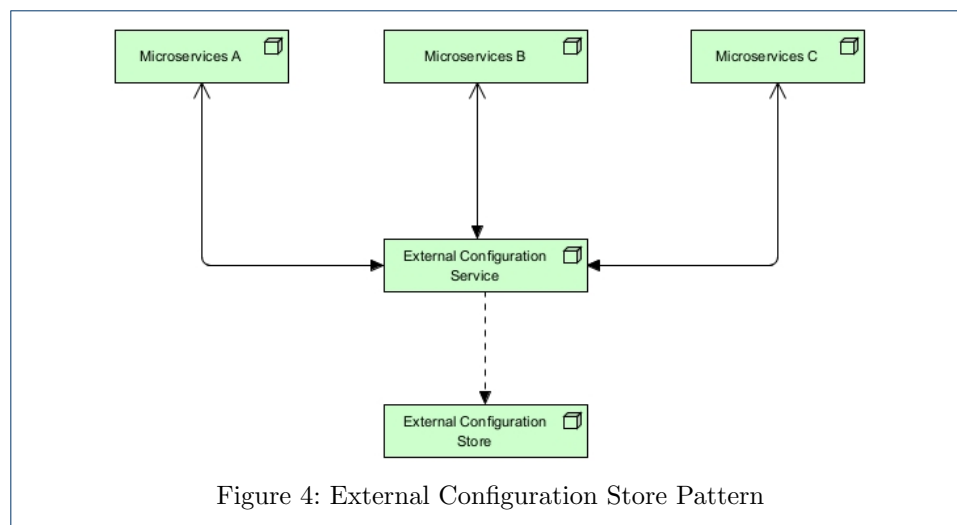 Microservices A
Microservices B
Microservices C
External Configuration
Service
External Configuration
Store
Figure 4: External Configuration Store Pattern